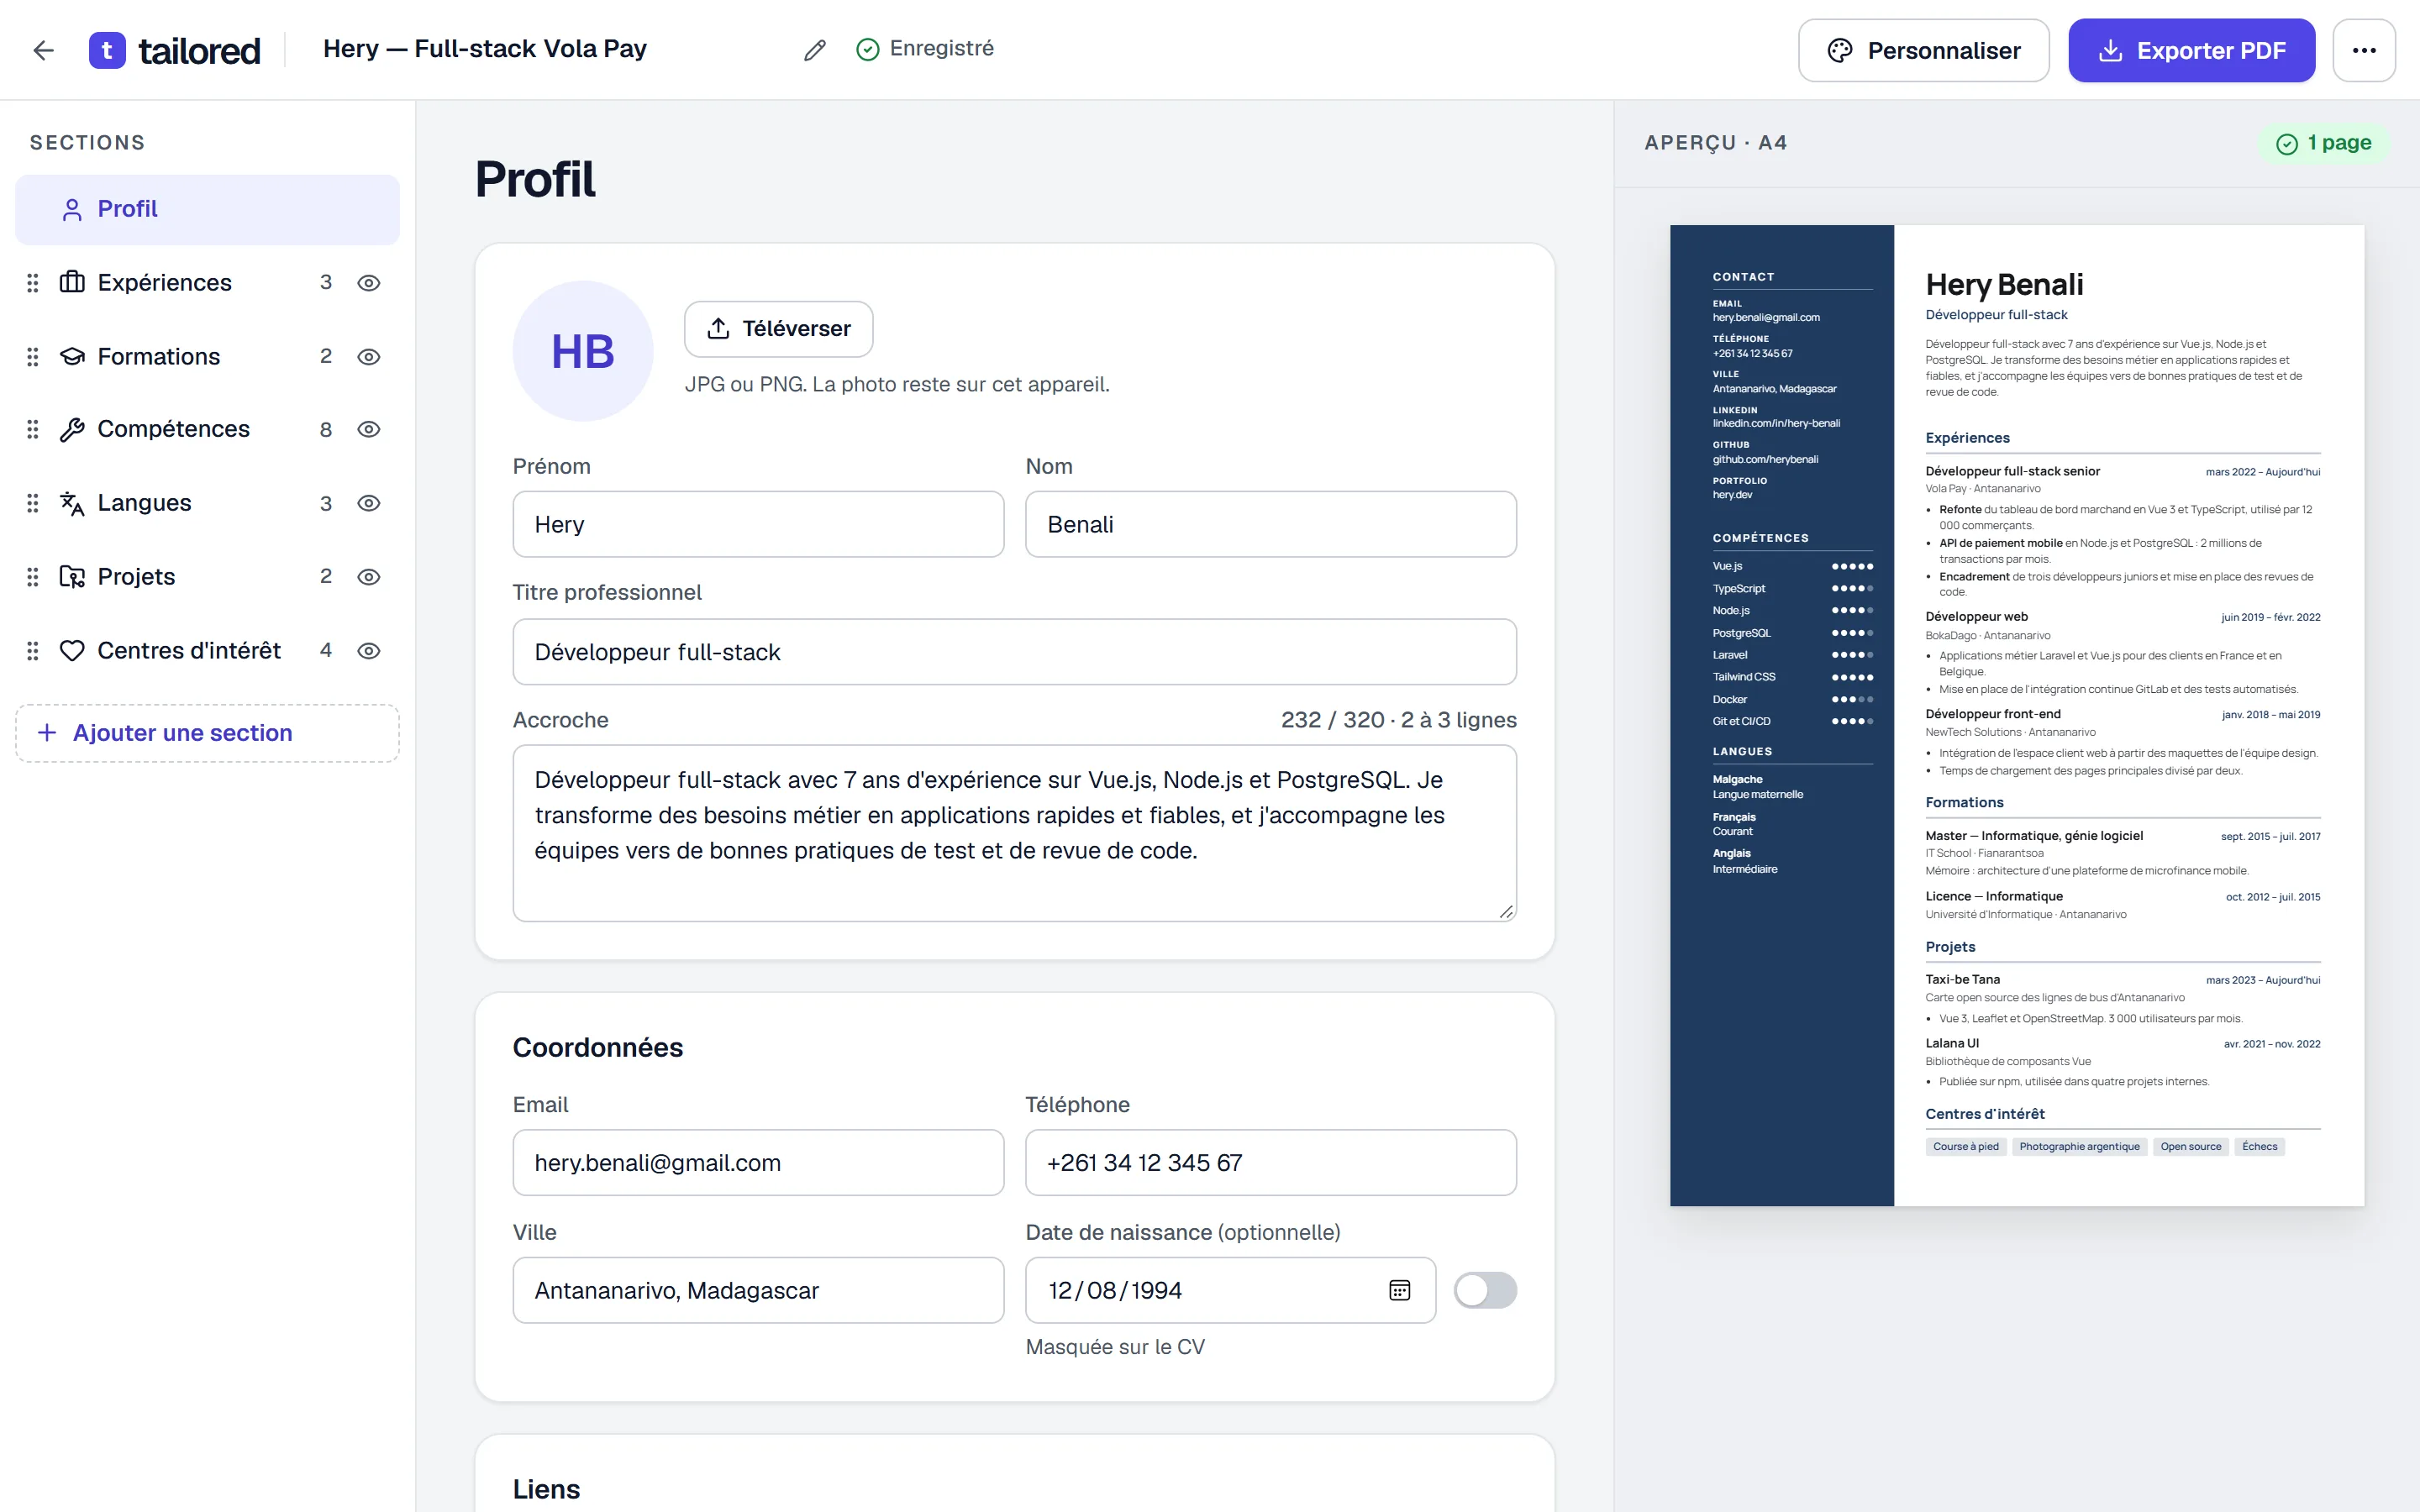 t tailored
Hery — Full-stack Vola Pay
Enregistré
Personnaliser
Exporter PDF
SECTIONS
Profil
Expériences 3
Formations 2
Compétences 8
Langues 3
Projets 2
Centres d'intérêt 4
Ajouter une section
Profil
HB
Téléverser
JPG ou PNG. La photo reste sur cet appareil.
Prénom
Nom
Hery
Benali
Titre professionnel
Développeur full-stack
Accroche
232 / 320 · 2 à 3 lignes
Développeur full-stack avec 7 ans d'expérience sur Vue.js, Node.js et PostgreSQL. Je
transforme des besoins métier en applications rapides et fiables, et j'accompagne les
équipes vers de bonnes pratiques de test et de revue de code.
Coordonnées
Email
Téléphone
hery.benali@gmail.com
+261 34 12 345 67
Ville
Date de naissance (optionnelle)
Antananarivo, Madagascar
12/08/1994
Masquée sur le CV
Liens
APERÇU · A4
1 page
CONTACT
EMAIL
hery.benali@gmail.com
TÉLÉPHONE
+261 34 12 345 67
VILLE
Antananarivo, Madagascar
LINKEDIN
linkedin.com/in/hery-benali
GITHUB
github.com/herybenali
PORTFOLIO
hery.dev
COMPÉTENCES
Vue.js
TypeScript
Node.js
PostgreSQL
Laravel
Tailwind CSS
Docker
Git et CI/CD
LANGUES
Malgache
Langue maternelle
Français
Courant
Anglais
Intermédiaire
Hery Benali
Développeur full-stack
Développeur full-stack avec 7 ans d'expérience sur Vue.js, Node.js et
PostgreSQL. Je transforme des besoins métier en applications rapides et
fiables, et j'accompagne les équipes vers de bonnes pratiques de test et de
revue de code.
Expériences
Développeur full-stack senior mars 2022 – Aujourd'hui
Vola Pay · Antananarivo
• Refonte du tableau de bord marchand en Vue 3 et TypeScript, utilisé par 12
000 commerçants.
• API de paiement mobile en Node.js et PostgreSQL : 2 millions de
transactions par mois.
• Encadrement de trois développeurs juniors et mise en place des revues de
code.
Développeur web juin 2019 – févr. 2022
BokaDago · Antananarivo
• Applications métier Laravel et Vue.js pour des clients en France et en
Belgique.
• Mise en place de l'intégration continue GitLab et des tests automatisés.
Développeur front-end janv. 2018 – mai 2019
NewTech Solutions · Antananarivo
• Intégration de l'espace client web à partir des maquettes de l'équipe design.
• Temps de chargement des pages principales divisé par deux.
Formations
Master — Informatique, génie logiciel sept. 2015 – juil. 2017
IT School · Fianarantsoa
Mémoire : architecture d'une plateforme de microfinance mobile.
Licence — Informatique oct. 2012 – juil. 2015
Université d'Informatique · Antananarivo
Projets
Taxi-be Tana mars 2023 – Aujourd'hui
Carte open source des lignes de bus d'Antananarivo
• Vue 3, Leaflet et OpenStreetMap. 3 000 utilisateurs par mois.
Lalana UI avr. 2021 – nov. 2022
Bibliothèque de composants Vue
• Publiée sur npm, utilisée dans quatre projets internes.
Centres d'intérêt
Course à pied Photographie argentique Open source Échecs